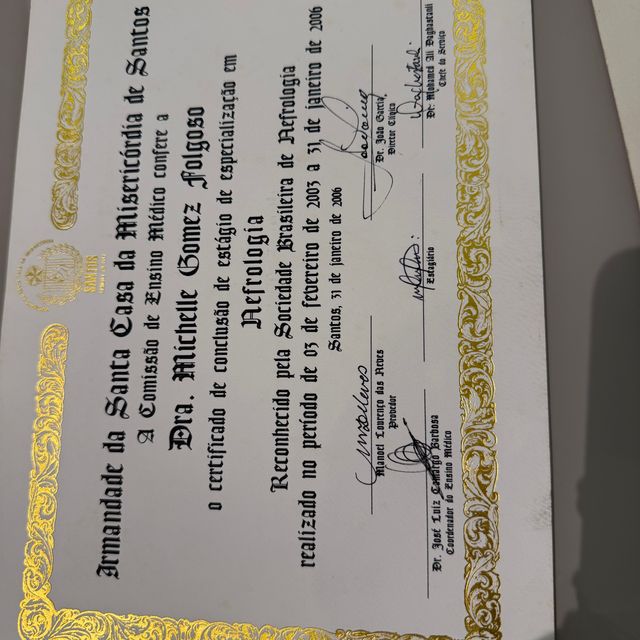 SANTOS
Irmandade da Santa Casa da Misericórdia de Santos
A Comissão de Ensino Médico confere a
Dra. Michelle Gomez Folgoso
o certificado de conclusão de estágio de especialização em
Nefrologia
Reconhecido pela Sociedade Brasileira de Nefrologia
realizado no período de 03 de fevereiro de 2003 a 31 de janeiro de 2006
Santos, 31 de janeiro de 2006
Manoel Lourenço das Neves
Provedor
Dr. João Garcia
Diretor Clínico
Dr. José Luiz Camargo Barbosa
Coordenador do Ensino Médico
Estagiário
Dr. Mohamed Ali Daghastanli
Chefe do Serviço